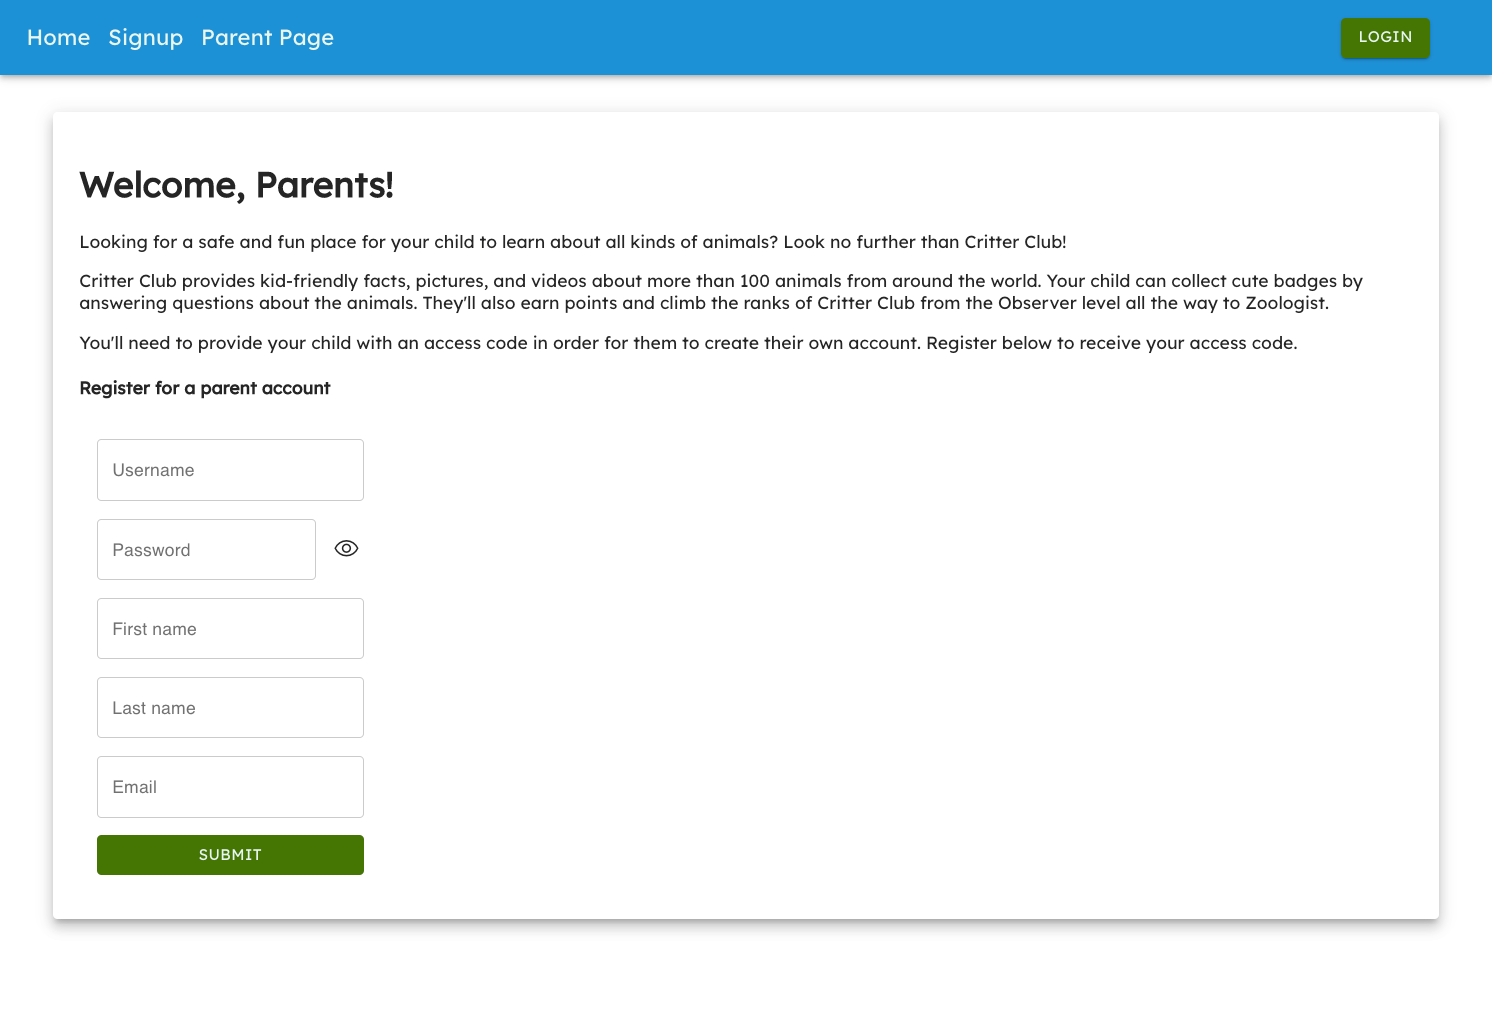 Home Signup Parent Page LOGIN
Welcome, Parents!
Looking for a safe and fun place for your child to learn about all kinds of animals? Look no further than Critter Club!
Critter Club provides kid-friendly facts, pictures, and videos about more than 100 animals from around the world. Your child can collect cute badges by
answering questions about the animals. They'll also earn points and climb the ranks of Critter Club from the Observer level all the way to Zoologist.
You'll need to provide your child with an access code in order for them to create their own account. Register below to receive your access code.
Register for a parent account
Username
Password
First name
Last name
Email
SUBMIT